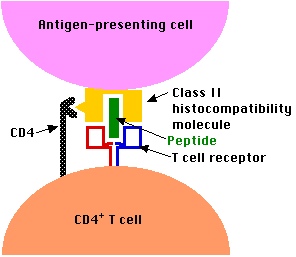 Antigen-presenting cell
Class II
histocompatibility
molecule
CD4
Peptide
T cell receptor
CD4⁺ T cell